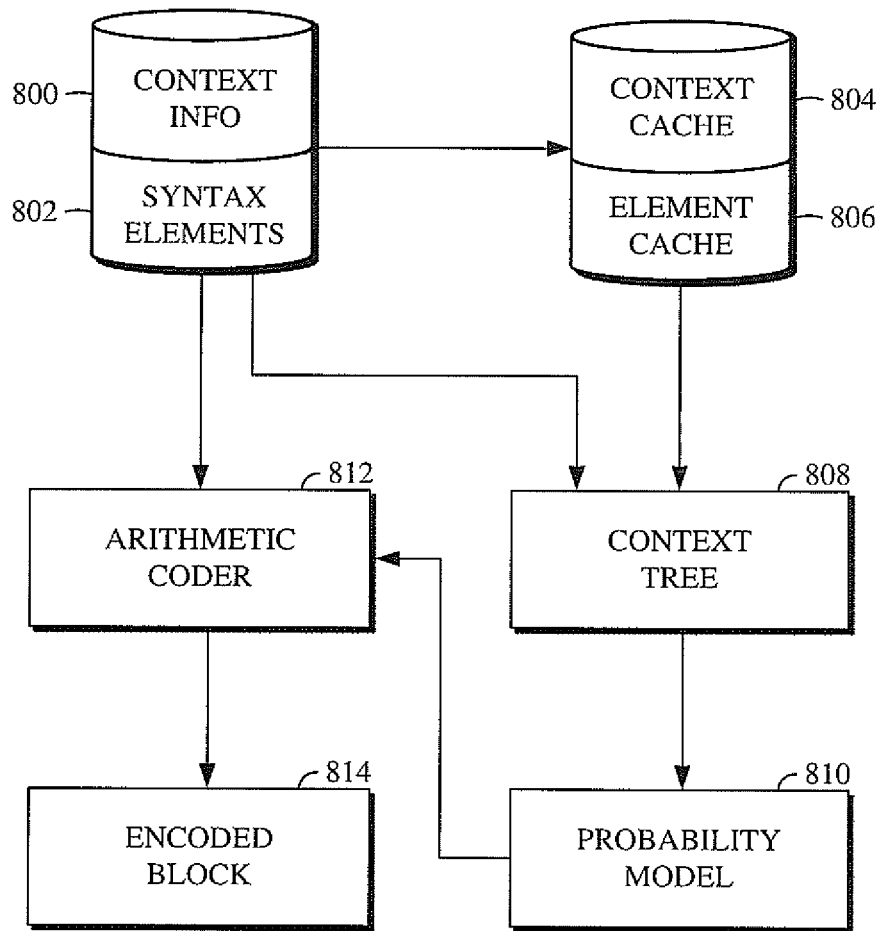 800
CONTEXT
INFO
802
SYNTAX
ELEMENTS
CONTEXT
CACHE
804
ELEMENT
CACHE
806
812
ARITHMETIC
CODER
808
CONTEXT
TREE
814
ENCODED
BLOCK
810
PROBABILITY
MODEL